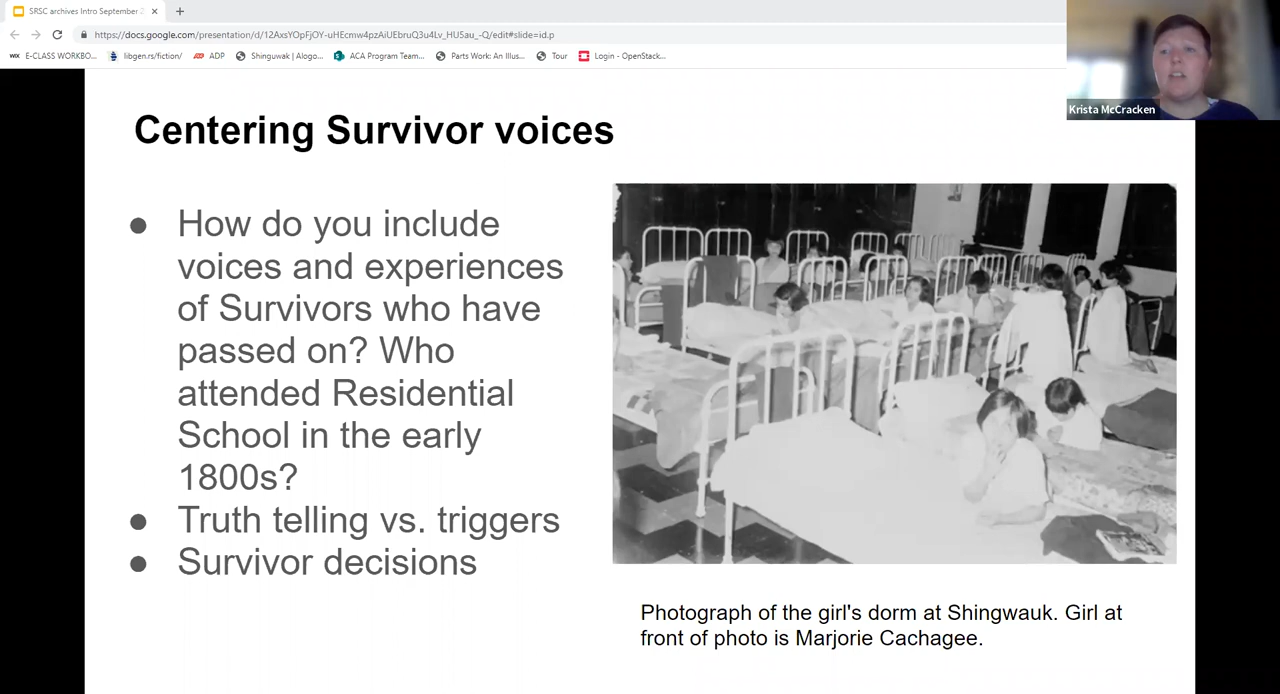 SRSC archives Intro September 2
https://docs.google.com/presentation/d/12AxsYOpFjOY-uHEcmw4pzAiUEbruQ3u4Lv_HUSau_-Q/edit#slide=id.p
WIX E-CLASS WORKBO... libgen.rs/fiction/ ADP Shinguwak | Alogo... ACA Program Team... Parts Work: An Illus... Tour Login - OpenStack...
Krista McCracken
Centering Survivor voices
● How do you include
voices and experiences
of Survivors who have
passed on? Who
attended Residential
School in the early
1800s?
● Truth telling vs. triggers
● Survivor decisions
Photograph of the girl's dorm at Shingwauk. Girl at
front of photo is Marjorie Cachagee.